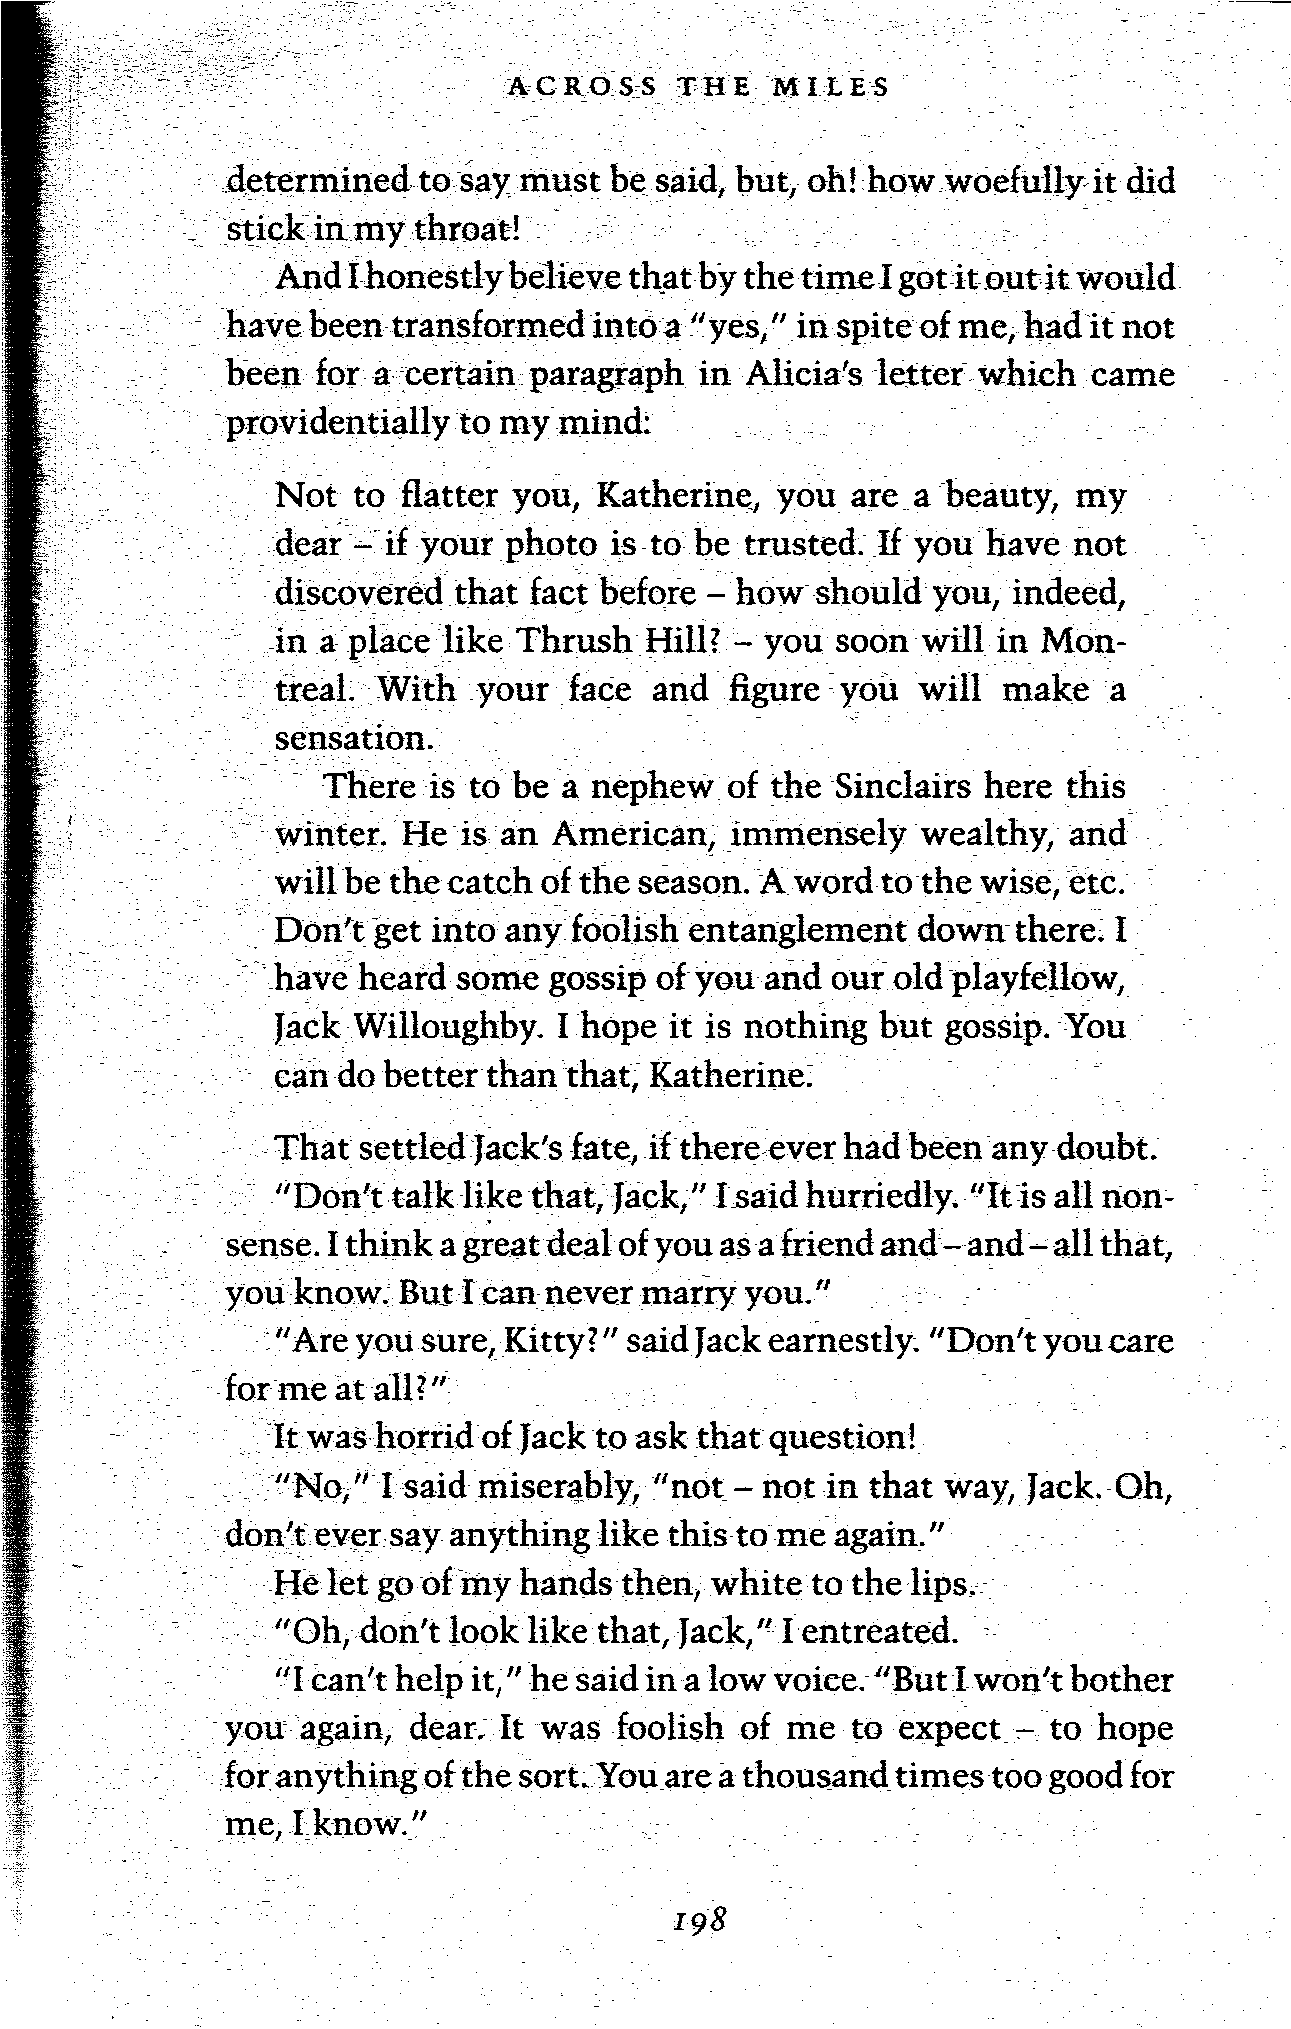 ACROSS THE MILES
determined to say must be said, but, oh! how woefully it did
stick in my throat!
And I honestly believe that by the time I got it out it would
have been transformed into a "yes," in spite of me, had it not
been for a certain paragraph in Alicia's letter which came
providentially to my mind:
Not to flatter you, Katherine, you are a beauty, my
dear – if your photo is to be trusted. If you have not
discovered that fact before – how should you, indeed,
in a place like Thrush Hill? – you soon will in Mon-
treal. With your face and figure you will make a
sensation.
There is to be a nephew of the Sinclairs here this
winter. He is an American, immensely wealthy, and
will be the catch of the season. A word to the wise, etc.
Don't get into any foolish entanglement down there. I
have heard some gossip of you and our old playfellow,
Jack Willoughby. I hope it is nothing but gossip. You
can do better than that, Katherine.
That settled Jack's fate, if there ever had been any doubt.
"Don't talk like that, Jack," I said hurriedly. "It is all non-
sense. I think a great deal of you as a friend and – and – all that,
you know. But I can never marry you."
"Are you sure, Kitty?" said Jack earnestly. "Don't you care
for me at all?"
It was horrid of Jack to ask that question!
"No," I said miserably, "not – not in that way, Jack. Oh,
don't ever say anything like this to me again."
He let go of my hands then, white to the lips.
"Oh, don't look like that, Jack," I entreated.
"I can't help it," he said in a low voice. "But I won't bother
you again, dear. It was foolish of me to expect – to hope
for anything of the sort. You are a thousand times too good for
me, I know."
198